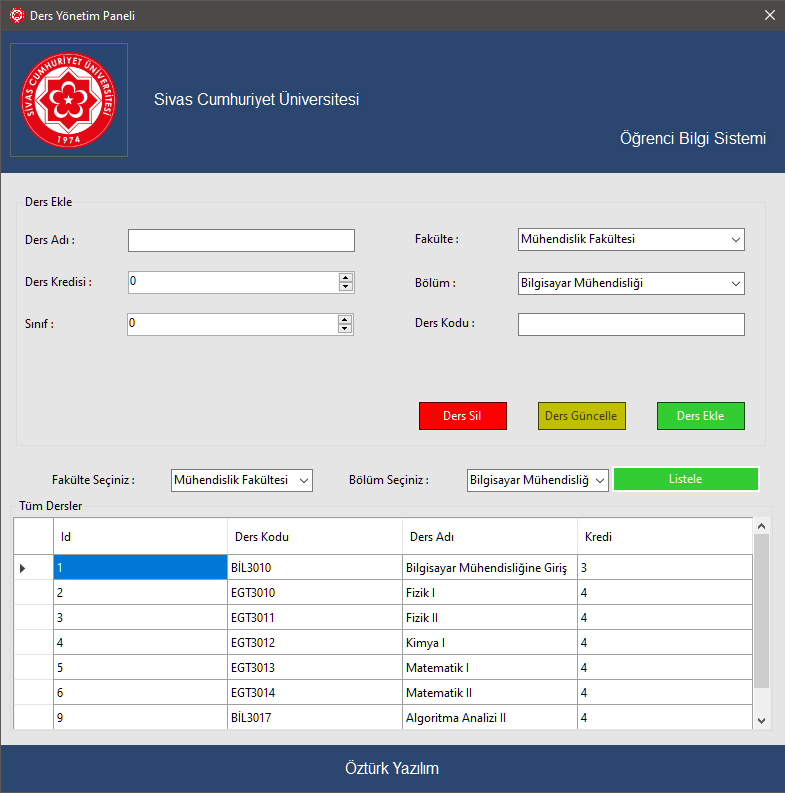 Ders Yönetim Paneli
SİVAS CUMHURİYET ÜNİVERSİTESİ
1974
Sivas Cumhuriyet Üniversitesi
Öğrenci Bilgi Sistemi
Ders Ekle
Ders Adı :
Fakülte : Mühendislik Fakültesi
Ders Kredisi : 0
Bölüm : Bilgisayar Mühendisliği
Sınıf : 0
Ders Kodu :
Ders Sil Ders Güncelle Ders Ekle
Fakülte Seçiniz : Mühendislik Fakültesi Bölüm Seçiniz : Bilgisayar Mühendisliğ Listele
Tüm Dersler
Id Ders Kodu Ders Adı Kredi
1 BİL3010 Bilgisayar Mühendisliğine Giriş 3
2 EGT3010 Fizik I 4
3 EGT3011 Fizik II 4
4 EGT3012 Kimya I 4
5 EGT3013 Matematik I 4
6 EGT3014 Matematik II 4
9 BİL3017 Algoritma Analizi II 4
Öztürk Yazılım